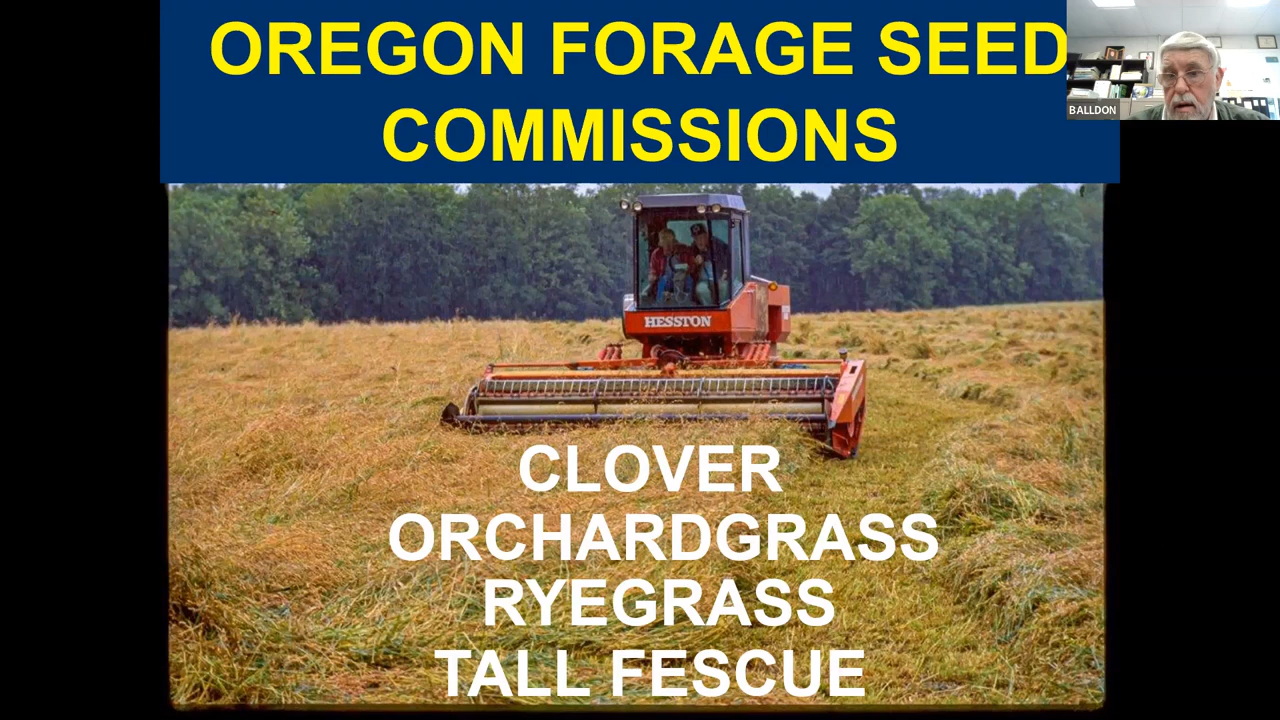 OREGON FORAGE SEED
COMMISSIONS
BALLDON
HESSTON
CLOVER
ORCHARDGRASS
RYEGRASS
TALL FESCUE